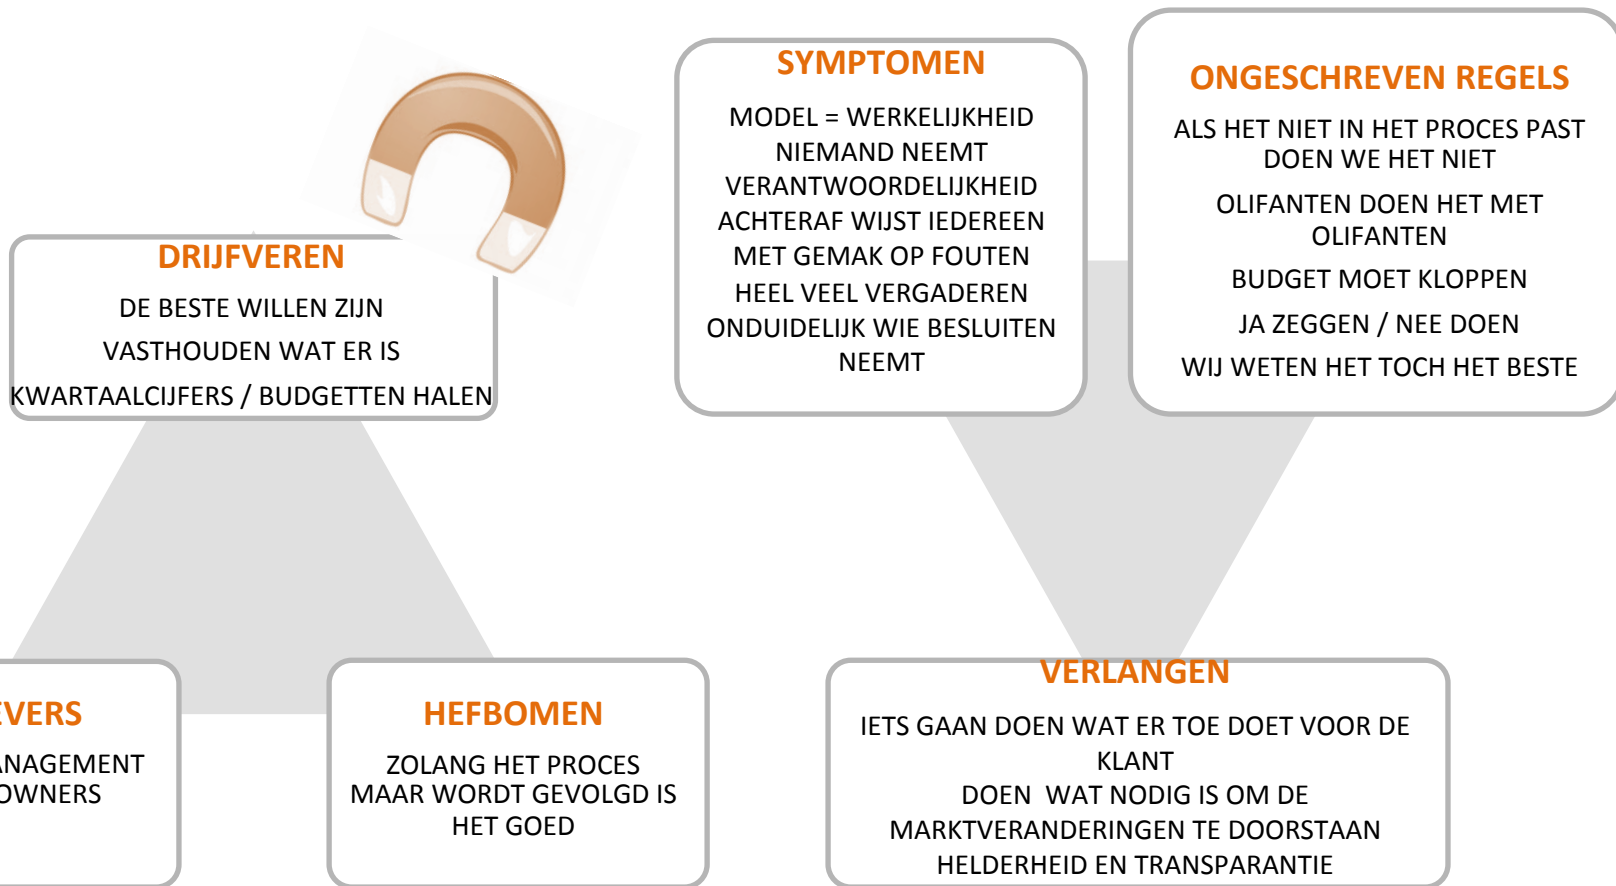 DRIJFVEREN
DE BESTE WILLEN ZIJN
VASTHOUDEN WAT ER IS
KWARTAALCIJFERS / BUDGETTEN HALEN
SYMPTOMEN
MODEL = WERKELIJKHEID
NIEMAND NEEMT
VERANTWOORDELIJKHEID
ACHTERAF WIJST IEDEREEN
MET GEMAK OP FOUTEN
HEEL VEEL VERGADEREN
ONDUIDELIJK WIE BESLUITEN
NEEMT
ONGESCHREVEN REGELS
ALS HET NIET IN HET PROCES PAST
DOEN WE HET NIET
OLIFANTEN DOEN HET MET
OLIFANTEN
BUDGET MOET KLOPPEN
JA ZEGGEN / NEE DOEN
WIJ WETEN HET TOCH HET BESTE
EVERS
ANAGEMENT
OWNERS
HEFBOMEN
ZOLANG HET PROCES
MAAR WORDT GEVOLGD IS
HET GOED
VERLANGEN
IETS GAAN DOEN WAT ER TOE DOET VOOR DE
KLANT
DOEN WAT NODIG IS OM DE
MARKTVERANDERINGEN TE DOORSTAAN
HELDERHEID EN TRANSPARANTIE